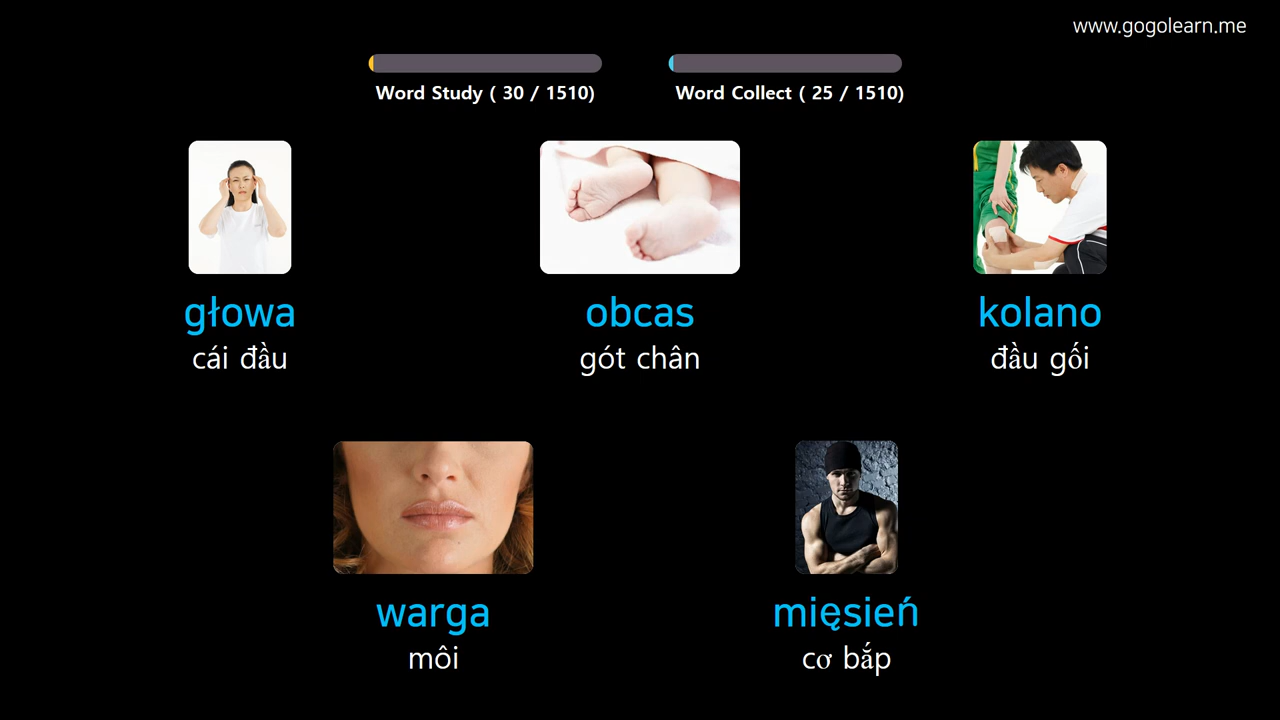 www.gogolearn.me
Word Study ( 30 / 1510)
Word Collect ( 25 / 1510)
głowa
cái đầu
obcas
gót chân
kolano
đầu gối
warga
môi
mięsień
cơ bắp